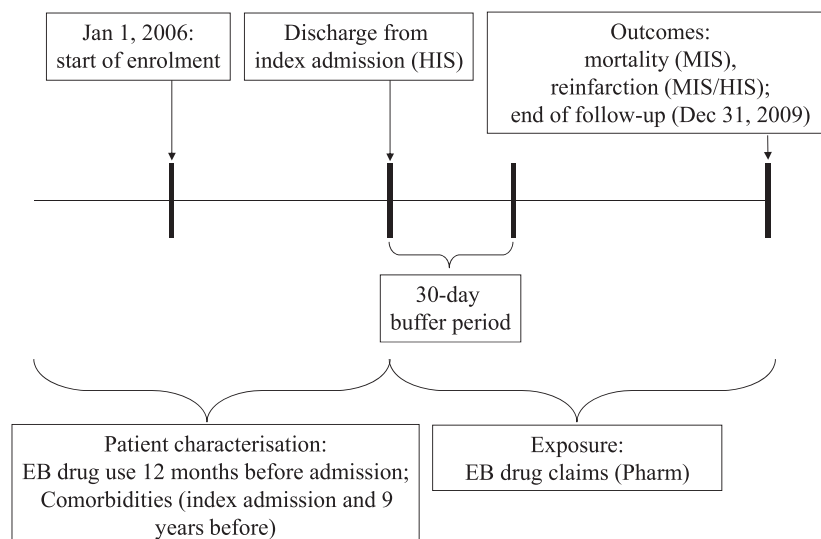 Jan 1, 2006:
start of enrolment
Discharge from
index admission (HIS)
Outcomes:
mortality (MIS),
reinfarction (MIS/HIS);
end of follow-up (Dec 31, 2009)
30-day
buffer period
Patient characterisation:
EB drug use 12 months before admission;
Comorbidities (index admission and 9
years before)
Exposure:
EB drug claims (Pharm)